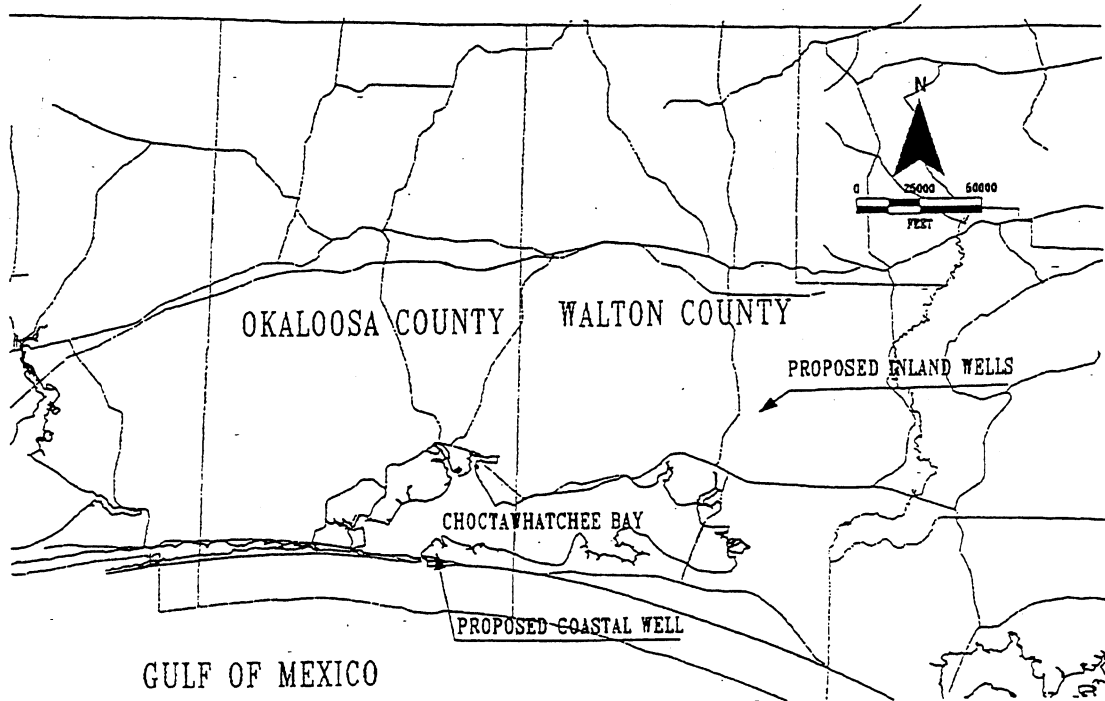 N
0 25000 50000
FEET
OKALOOSA COUNTY
WALTON COUNTY
PROPOSED INLAND WELLS
CHOCTAWHATCHEE BAY
PROPOSED COASTAL WELL
GULF OF MEXICO